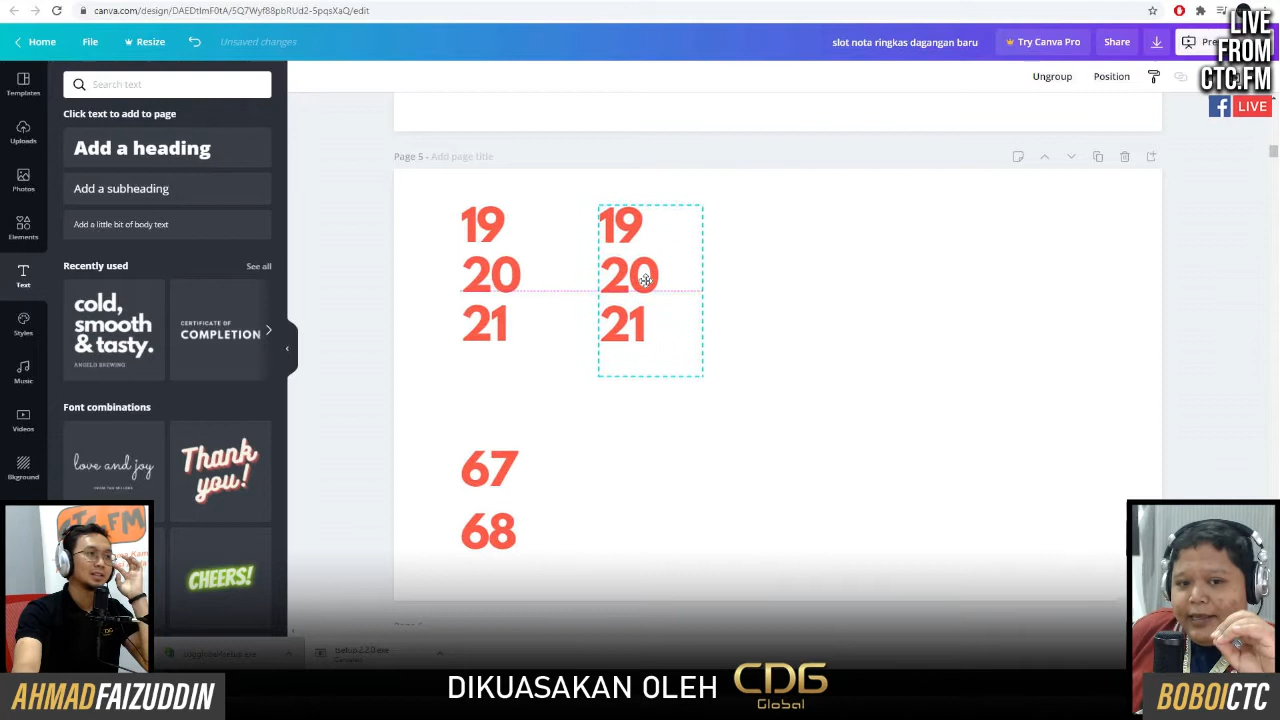 canva.com/design/DAEDtImF0tA/5Q7Wyf88pbRUd2-5pqsXaQ/edit
LIVE
FROM
CTC.FM
LIVE
Home
File
Resize
Unsaved changes
slot nota ringkas dagangan baru
Try Canva Pro
Share
Templates
Search text
Ungroup
Position
Click text to add to page
Uploads
Add a heading
Page 5 - Add page title
Photos
Add a subheading
Elements
Add a little bit of body text
19
19
20
20
21
21
67
68
Text
Recently used
See all
Styles
cold,
smooth
& tasty.
ANGELO BREWING
CERTIFICATE OF
COMPLETION
Music
Font combinations
Videos
love and joy
Thank
you!
Bkground
CHEERS!
DIKUASAKAN OLEH
CDG
Global
AHMADFAIZUDDIN
BOBOICTC